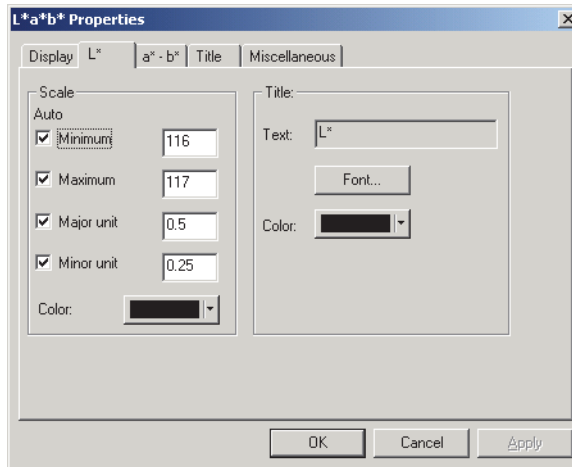 L*a*b* Properties
Display L* a* - b* Title Miscellaneous
Scale
Auto
Minimum 116
Maximum 117
Major unit 0.5
Minor unit 0.25
Color:
Title:
Text: L*
Font...
Color:
OK Cancel Apply